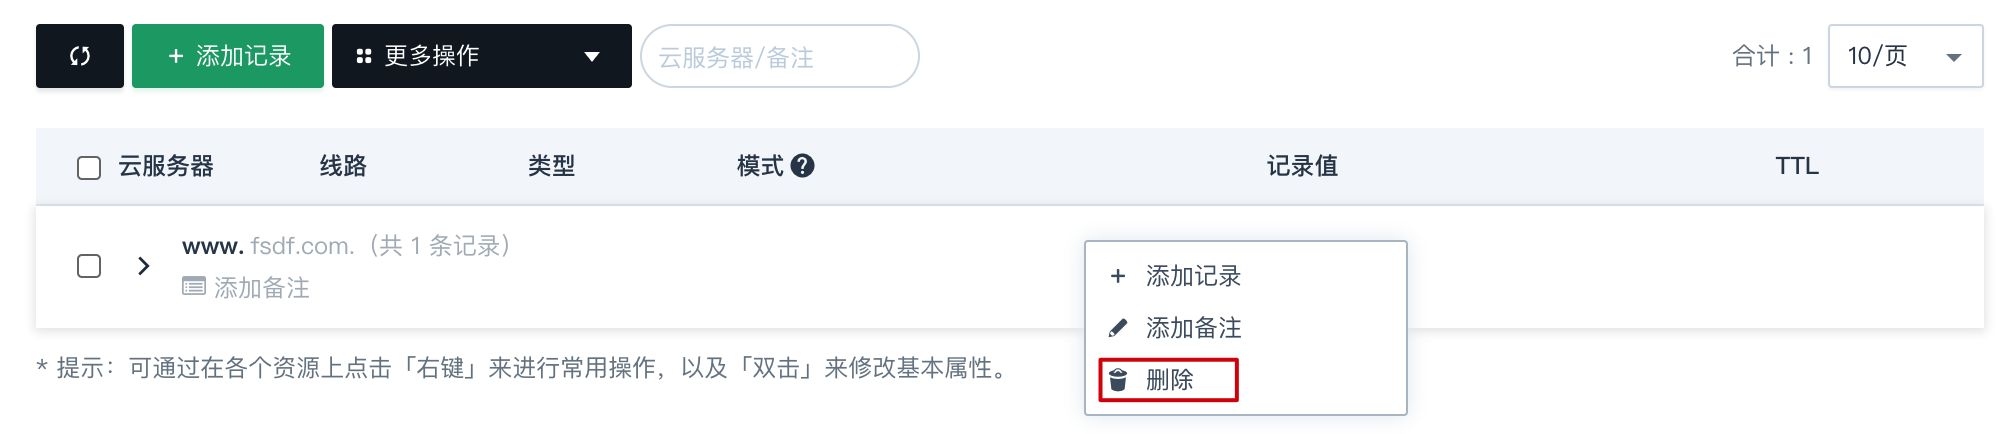 + 添加记录 更多操作 云服务器/备注 合计：1 10/页
云服务器 线路 类型 模式 ? 记录值 TTL
www. fsdf.com.（共 1 条记录）
添加备注
+ 添加记录
添加备注
删除
* 提示：可通过在各个资源上点击「右键」来进行常用操作，以及「双击」来修改基本属性。